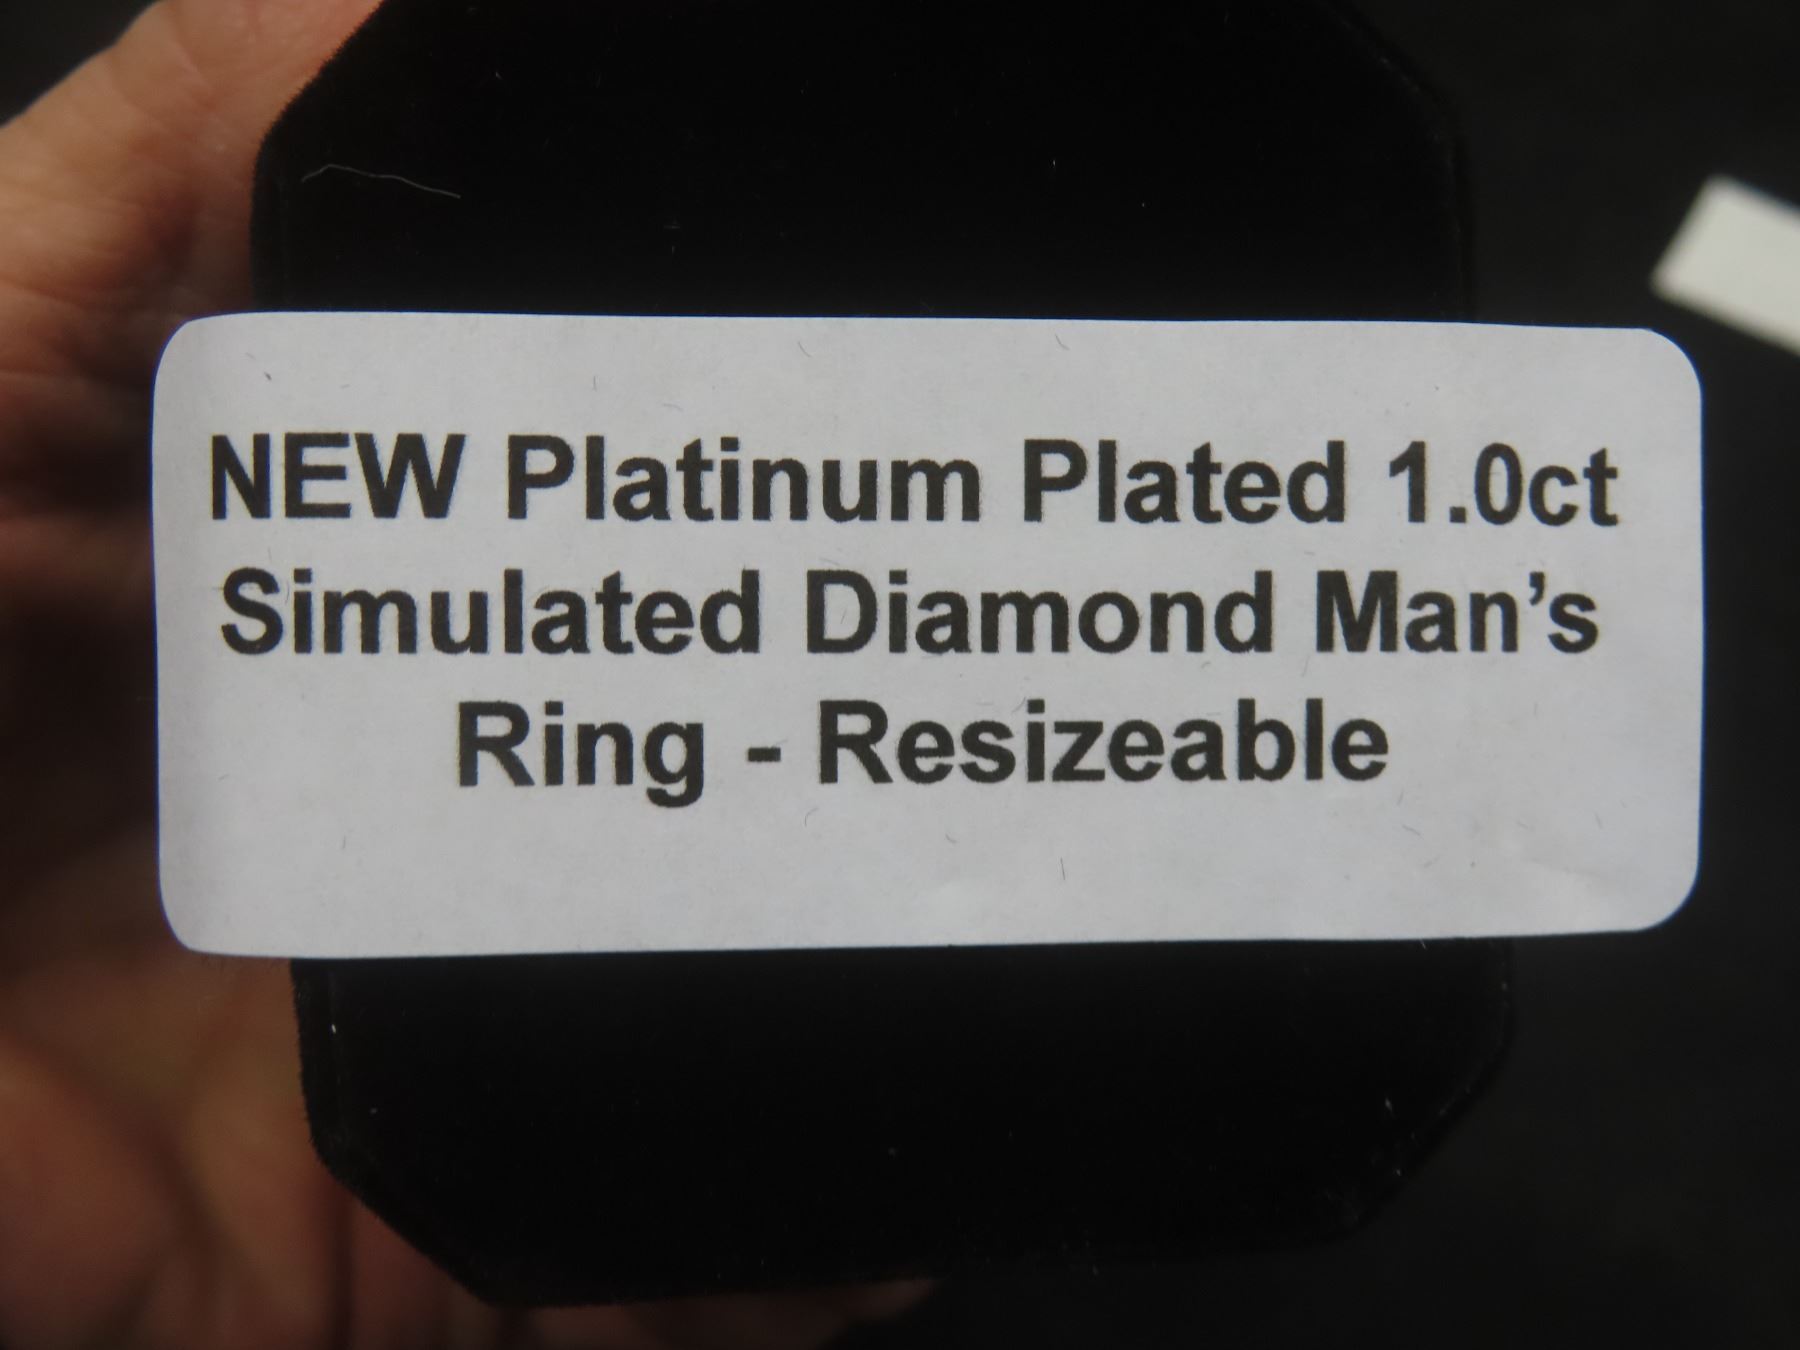 NEW Platinum Plated 1.0ct
Simulated Diamond Man’s
Ring - Resizeable